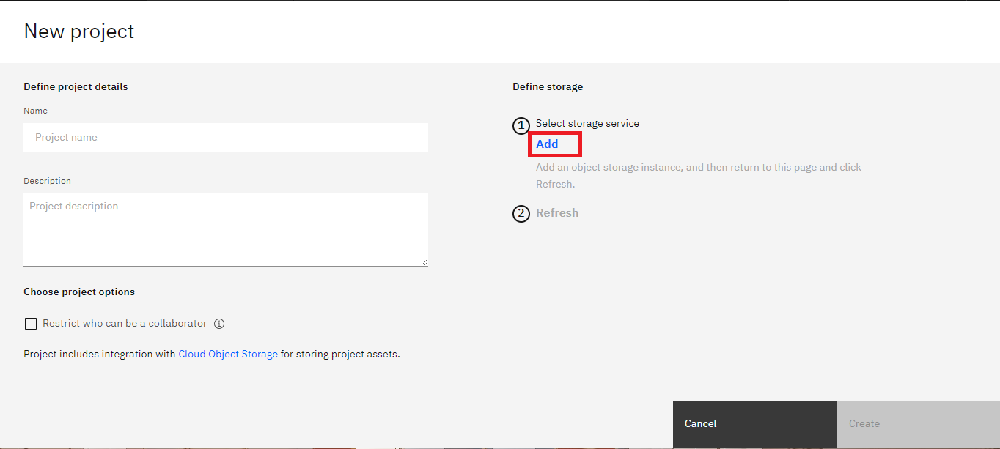 New project
Define project details
Name
Project name
Description
Project description
Choose project options
Restrict who can be a collaborator
Project includes integration with Cloud Object Storage for storing project assets.
Define storage
1 Select storage service
Add
Add an object storage instance, and then return to this page and click
Refresh.
2 Refresh
Cancel
Create